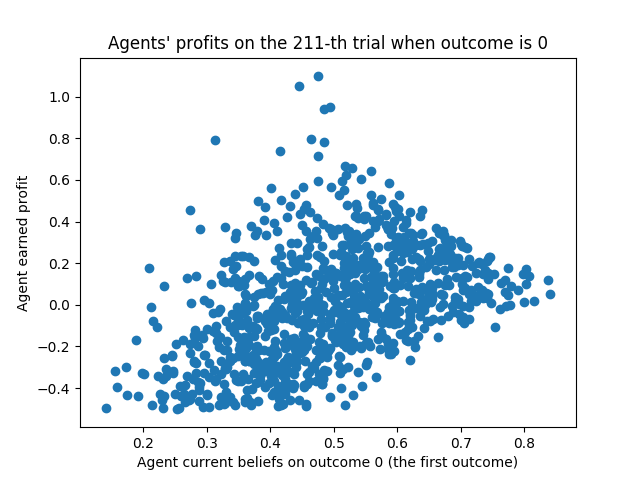 Agents' profits on the 211-th trial when outcome is 0
1.0
0.8
0.6
0.4
0.2
0.0
−0.2
−0.4
Agent earned profit
0.2 0.3 0.4 0.5 0.6 0.7 0.8
Agent current beliefs on outcome 0 (the first outcome)